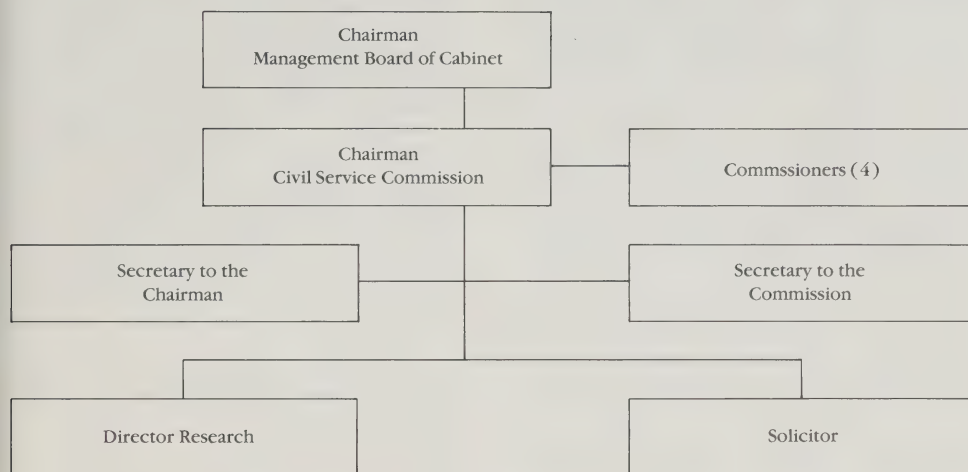 Chairman
Management Board of Cabinet
Chairman
Civil Service Commission
Commssioners (4)
Secretary to the
Chairman
Secretary to the
Commission
Director Research
Solicitor